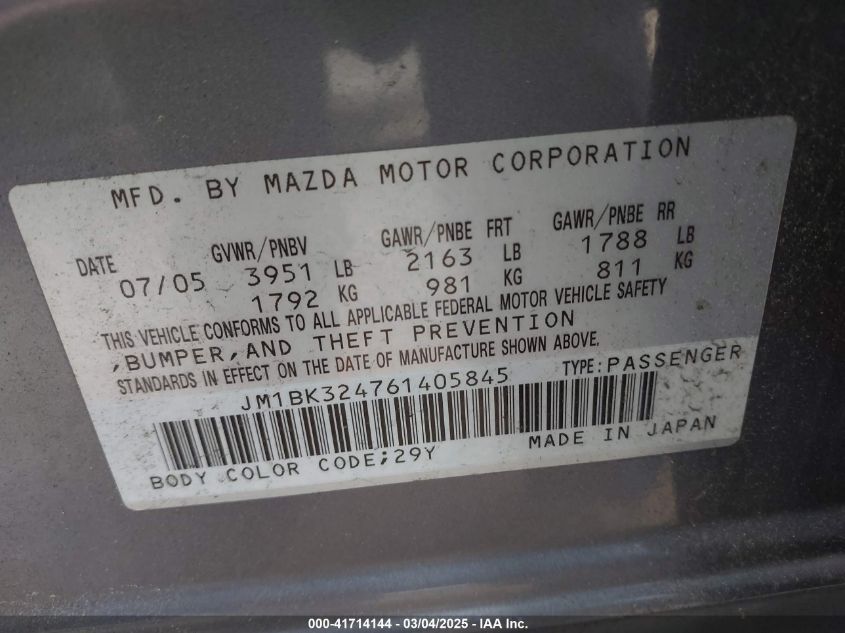 MFD. BY MAZDA MOTOR CORPORATION
DATE GVWR/PNBV GAWR/PNBE FRT GAWR/PNBE RR
07/05 3951 LB 2163 LB 1788 LB
1792 KG 981 KG 811 KG
THIS VEHICLE CONFORMS TO ALL APPLICABLE FEDERAL MOTOR VEHICLE SAFETY
,BUMPER,AND THEFT PREVENTION
STANDARDS IN EFFECT ON THE DATE OF MANUFACTURE SHOWN ABOVE.
JM1BK324761405845 TYPE:PASSENGER
BODY COLOR CODE;29Y MADE IN JAPAN
000-41714144 — 03/04/2025 - IAA Inc.